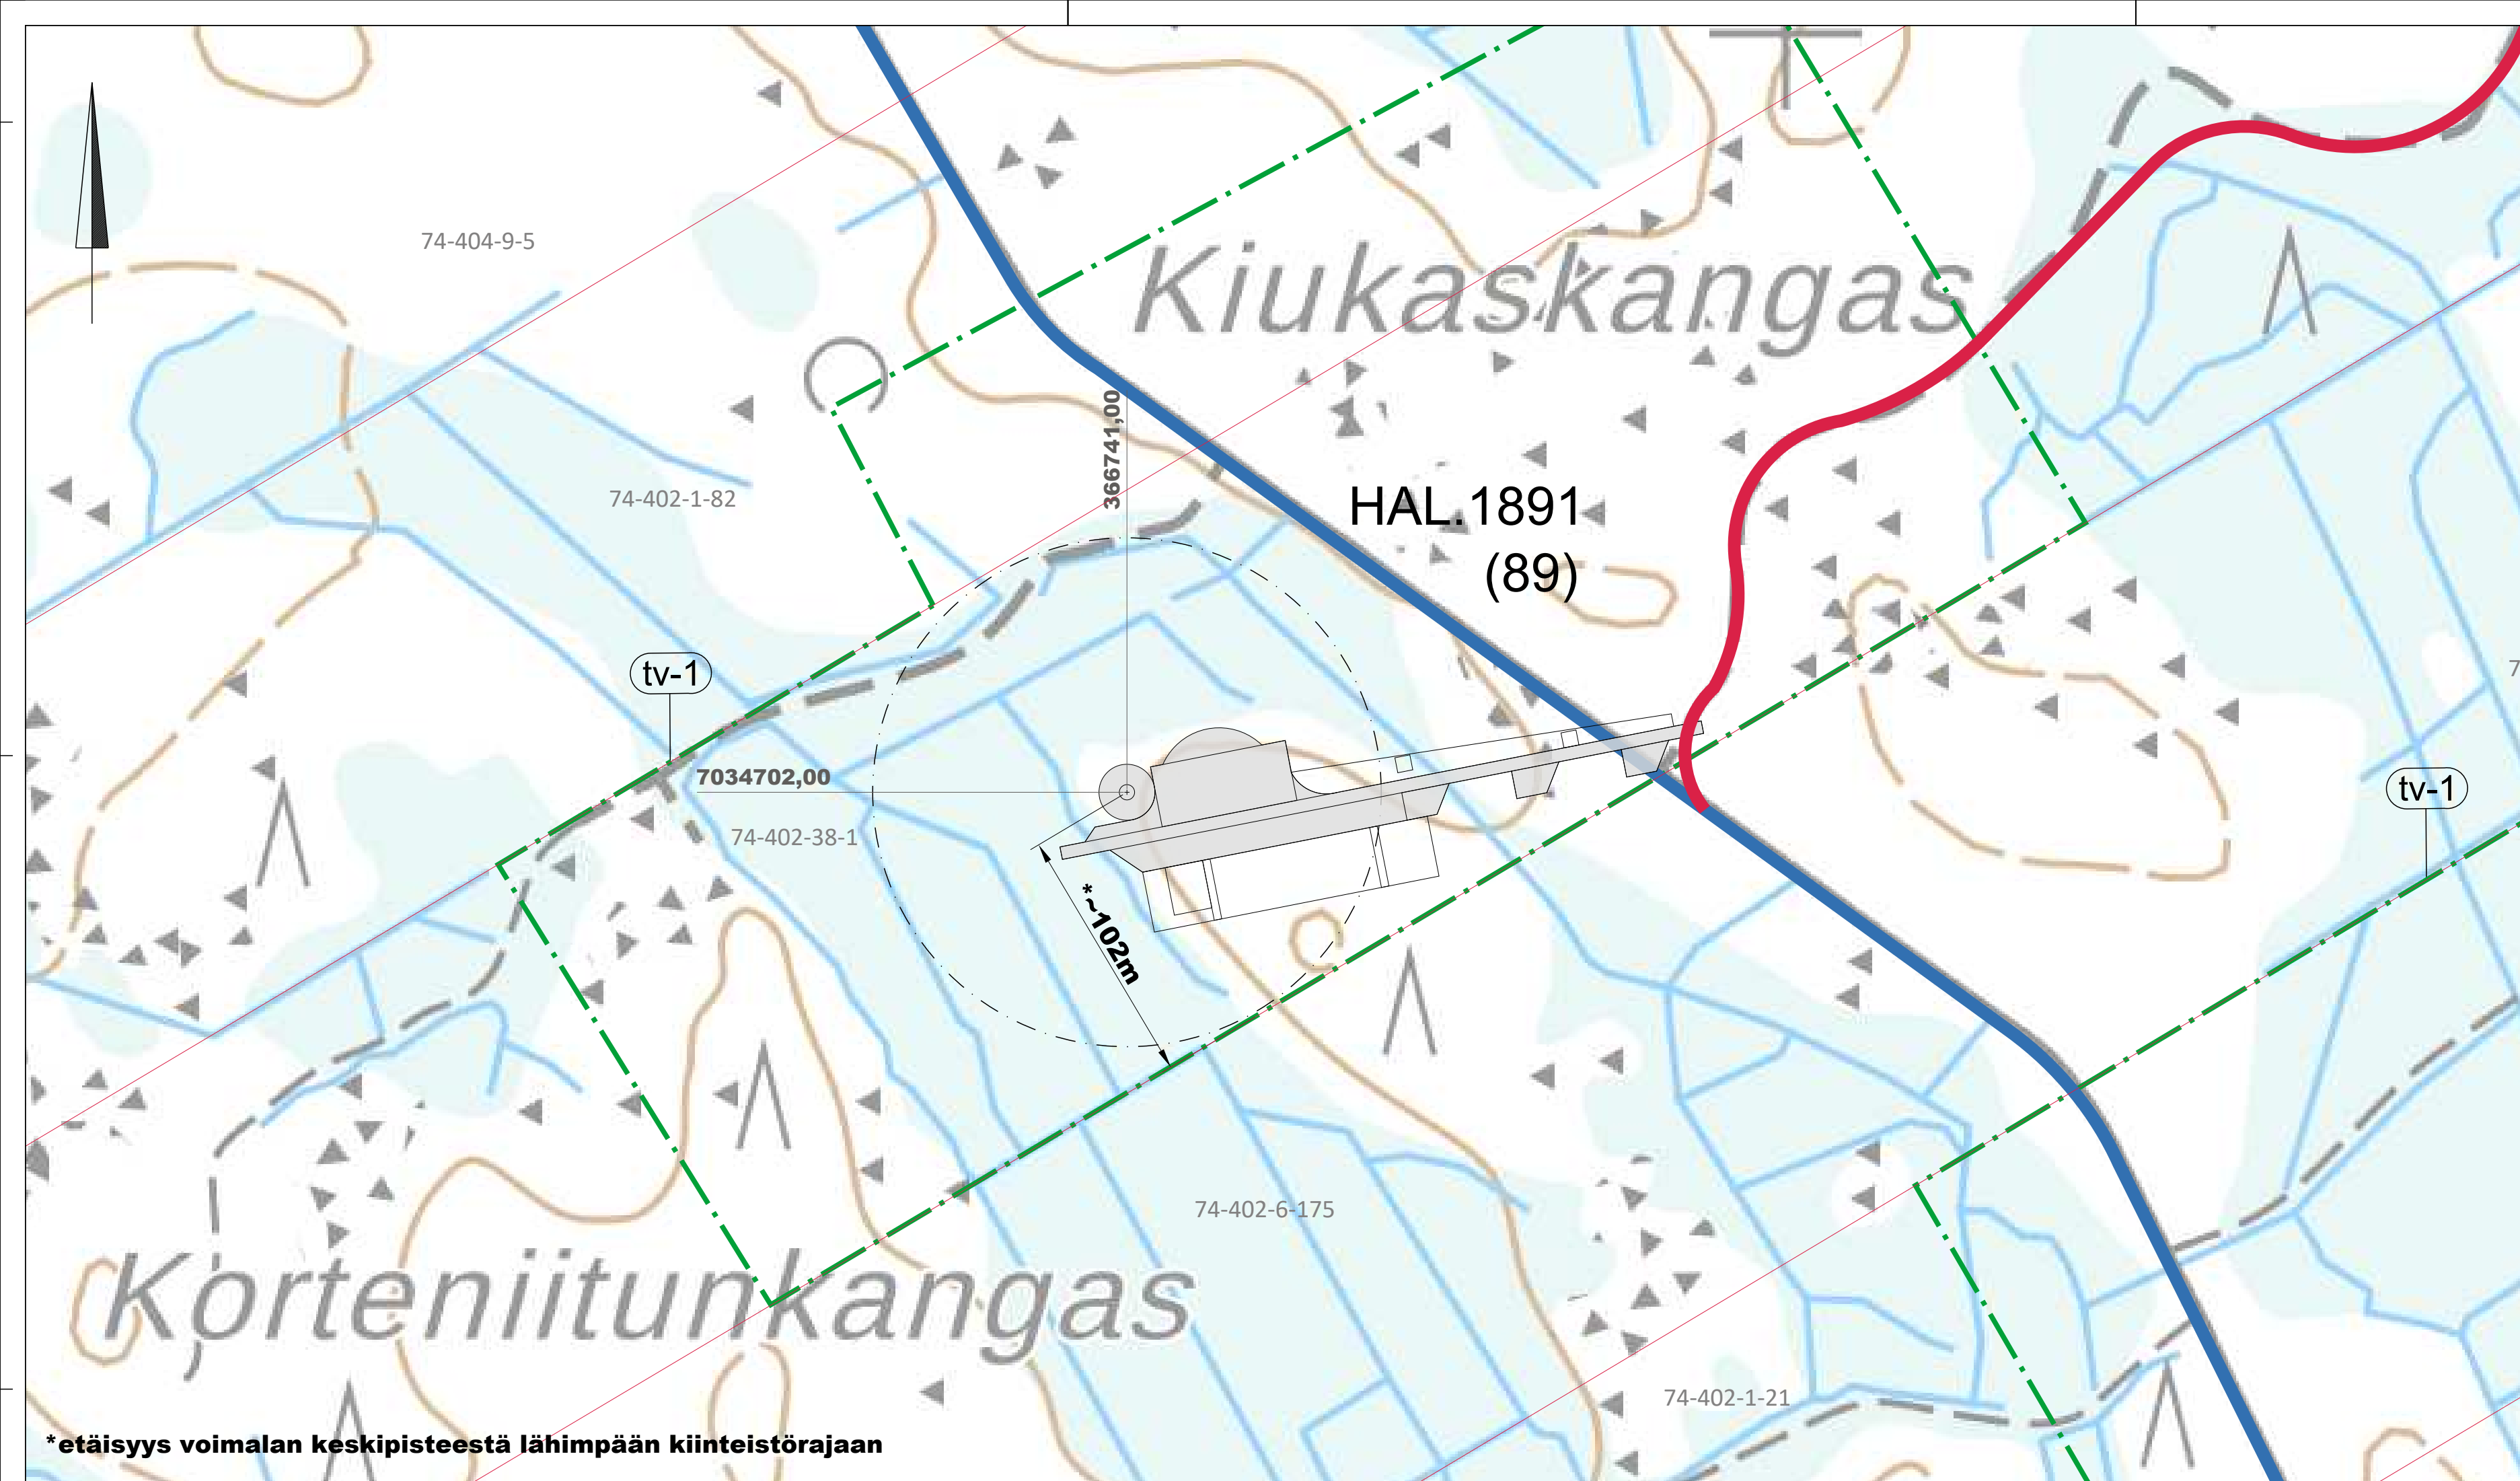 74-404-9-5
Kiukaskangas
366741,00
74-402-1-82
HAL.1891
(89)
tv-1
7034702,00
74-402-38-1
tv-1
7
*~102m
74-402-6-175
Korteniitunkangas
74-402-1-21
*etäisyys voimalan keskipisteestä lähimpään kiinteistörajaan